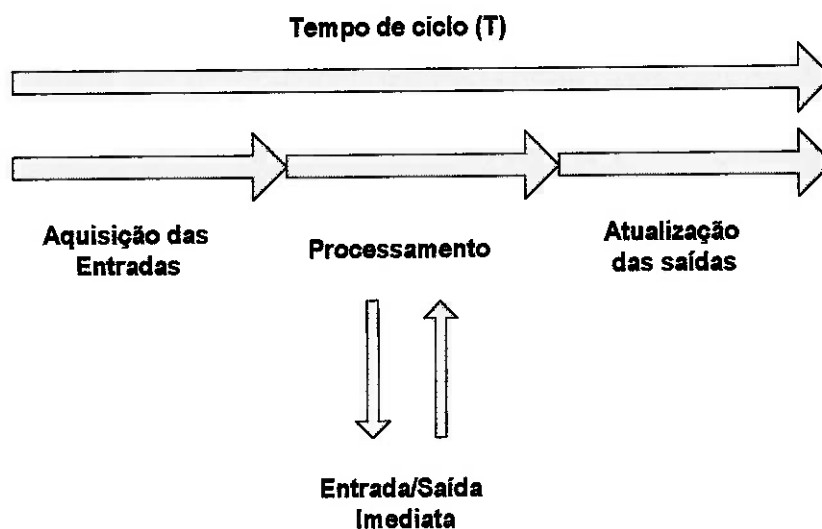 Tempo de ciclo (T)
Aquisição das
Entradas
Processamento
Atualização
das saídas
Entrada/Saída
Imediata